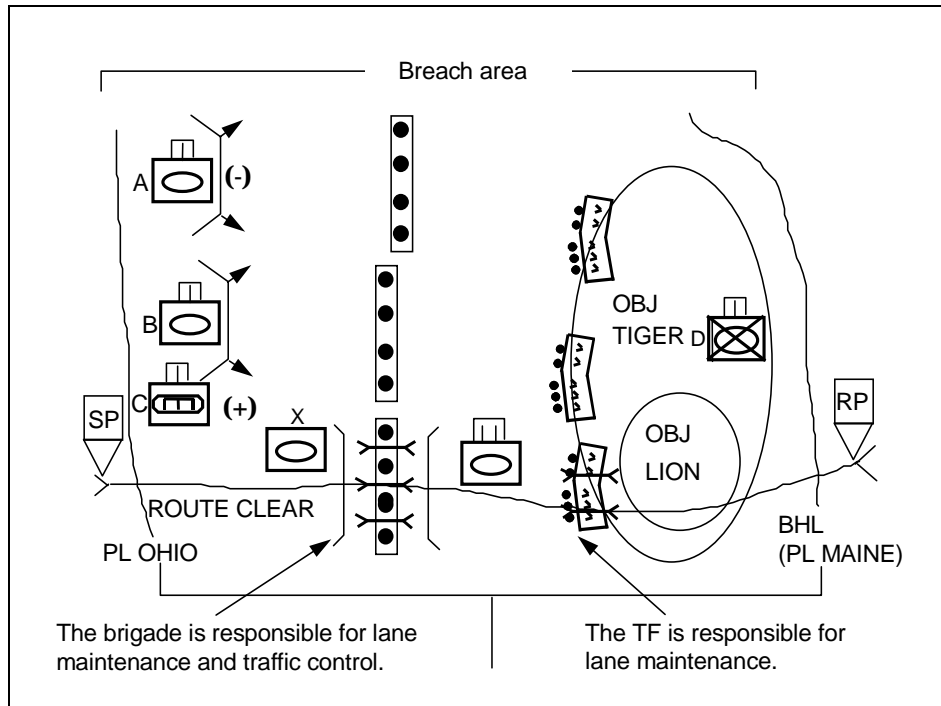 Breach area
A
(-)
B
C
(+)
SP
X
ROUTE CLEAR
PL OHIO
OBJ
TIGER
D
OBJ
LION
RP
BHL
(PL MAINE)
The brigade is responsible for lane
maintenance and traffic control.
The TF is responsible for
lane maintenance.